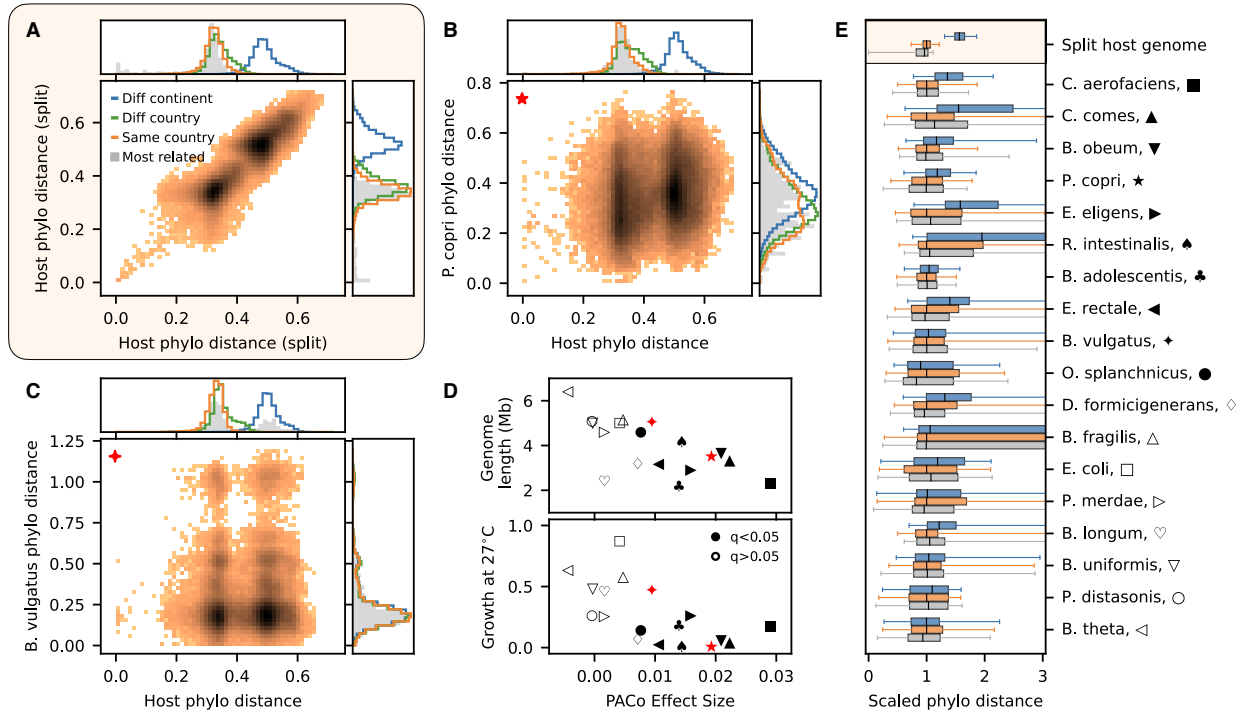 A
Diff continent
Diff country
Same country
Most related
Host phylo distance (split)
0.6
0.4
0.2
0.0
0.0 0.2 0.4 0.6
Host phylo distance (split)
B
P. copri phylo distance
0.8
0.6
0.4
0.2
0.0
0.0 0.2 0.4 0.6
Host phylo distance
C
B. vulgatus phylo distance
1.25
1.00
0.75
0.50
0.25
0.00
0.0 0.2 0.4 0.6
Host phylo distance
D
Genome
length (Mb)
6
4
2
Growth at 27°C
1.0
0.5
0.0
q<0.05
q>0.05
0.00 0.01 0.02 0.03
PACo Effect Size
E
Split host genome
C. aerofaciens, ■
C. comes, ▲
B. obeum, ▼
P. copri, ★
E. eligens, ▶
R. intestinalis, ♠
B. adolescentis, ♣
E. rectale, ◀
B. vulgatus, ✦
O. splanchnicus, ●
D. formicigenerans, ♢
B. fragilis, △
E. coli, □
P. merdae, ▷
B. longum, ♡
B. uniformis, ▽
P. distasonis, ○
B. theta, ◁
0 1 2 3
Scaled phylo distance